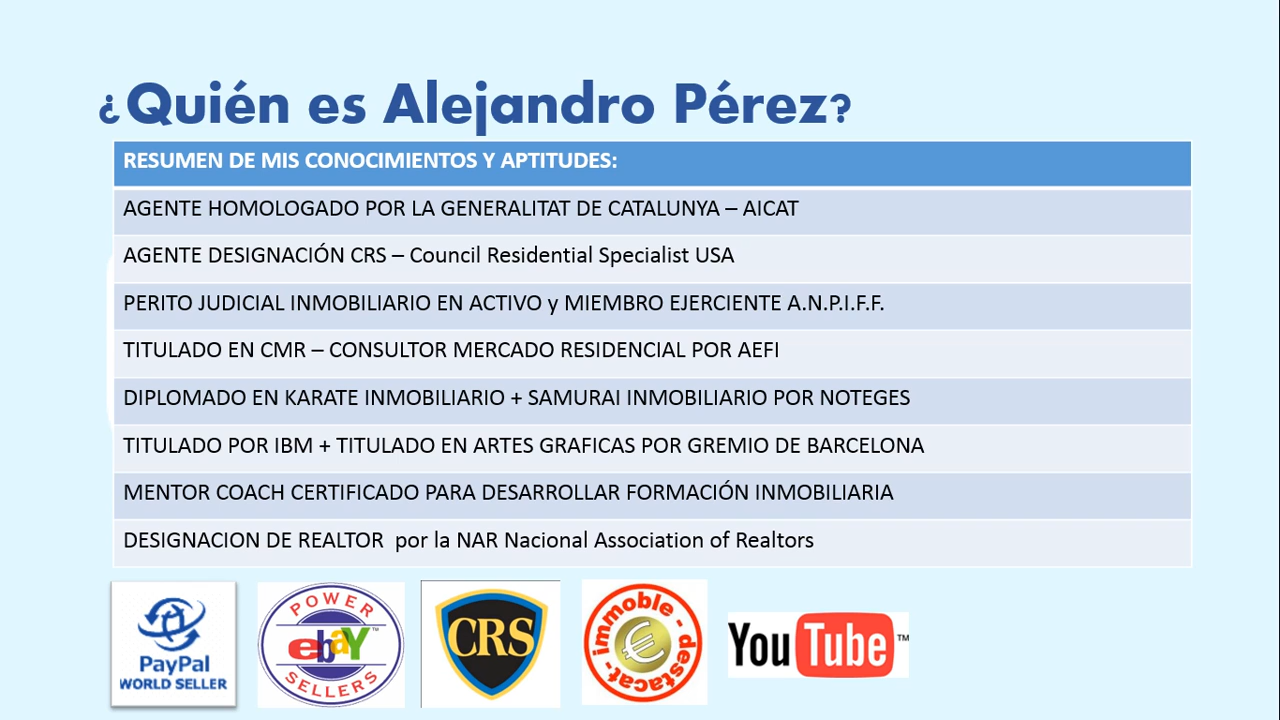 ¿Quién es Alejandro Pérez?
RESUMEN DE MIS CONOCIMIENTOS Y APTITUDES:
AGENTE HOMOLOGADO POR LA GENERALITAT DE CATALUNYA – AICAT
AGENTE DESIGNACIÓN CRS – Council Residential Specialist USA
PERITO JUDICIAL INMOBILIARIO EN ACTIVO y MIEMBRO EJERCIENTE A.N.P.I.F.F.
TITULADO EN CMR – CONSULTOR MERCADO RESIDENCIAL POR AEFI
DIPLOMADO EN KARATE INMOBILIARIO + SAMURAI INMOBILIARIO POR NOTEGES
TITULADO POR IBM + TITULADO EN ARTES GRAFICAS POR GREMIO DE BARCELONA
MENTOR COACH CERTIFICADO PARA DESARROLLAR FORMACIÓN INMOBILIARIA
DESIGNACION DE REALTOR  por la NAR Nacional Association of Realtors
PayPal
WORLD SELLER
POWER
ebaY™
SELLERS
CRS
immoble - destacat -
€
YouTube™